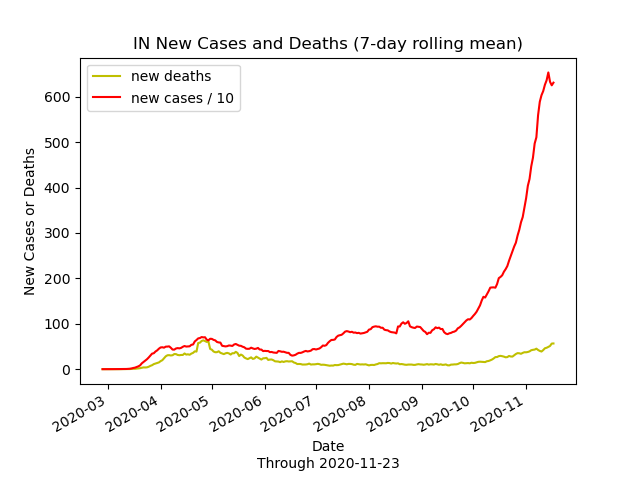 IN New Cases and Deaths (7-day rolling mean)
new deaths
new cases / 10
New Cases or Deaths
600
500
400
300
200
100
0
2020-03
2020-04
2020-05
2020-06
2020-07
2020-08
2020-09
2020-10
2020-11
Date
Through 2020-11-23